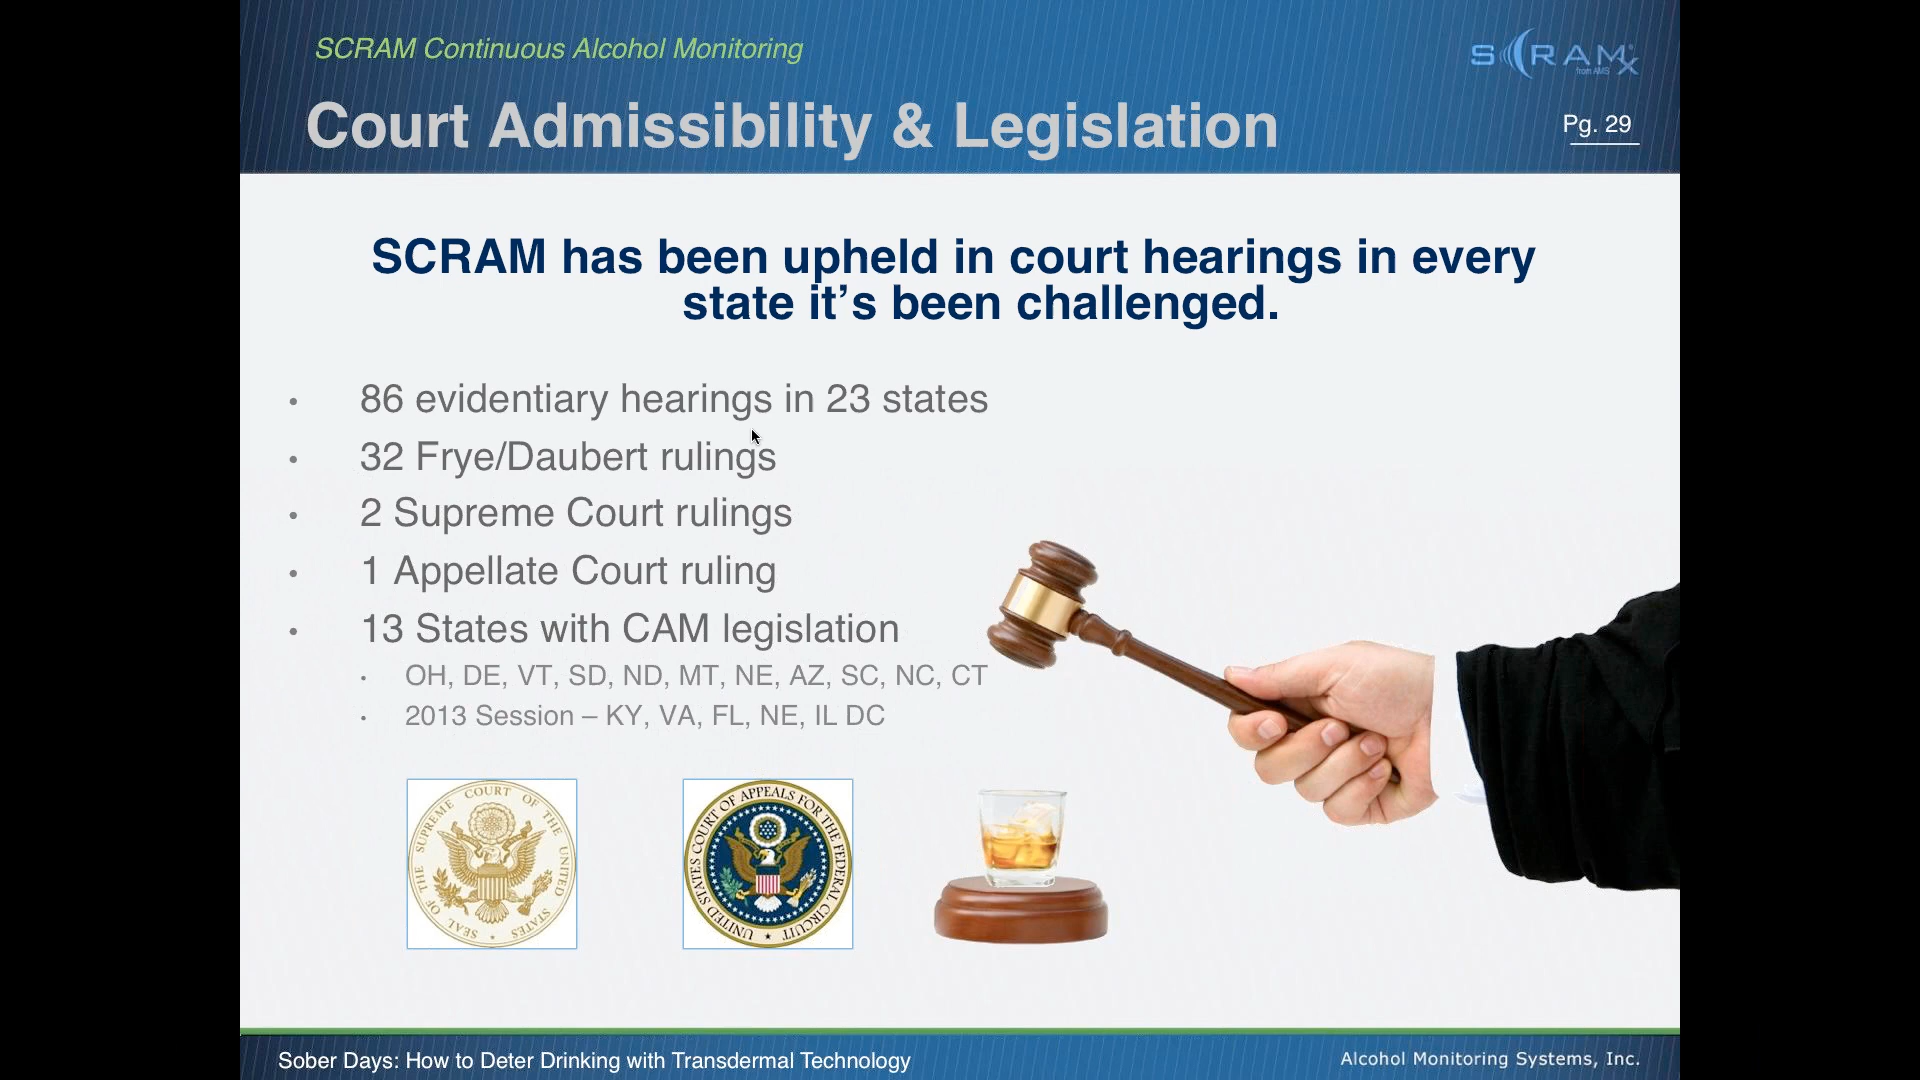 SCRAM Continuous Alcohol Monitoring
SCRAMx
from AMS
Court Admissibility & Legislation
Pg. 29
SCRAM has been upheld in court hearings in every
state it’s been challenged.
• 86 evidentiary hearings in 23 states
• 32 Frye/Daubert rulings
• 2 Supreme Court rulings
• 1 Appellate Court ruling
• 13 States with CAM legislation
• OH, DE, VT, SD, ND, MT, NE, AZ, SC, NC, CT
• 2013 Session – KY, VA, FL, NE, IL DC
SEAL OF THE SUPREME COURT OF THE UNITED STATES
UNITED STATES COURT OF APPEALS FOR THE FEDERAL CIRCUIT
Sober Days: How to Deter Drinking with Transdermal Technology
Alcohol Monitoring Systems, Inc.